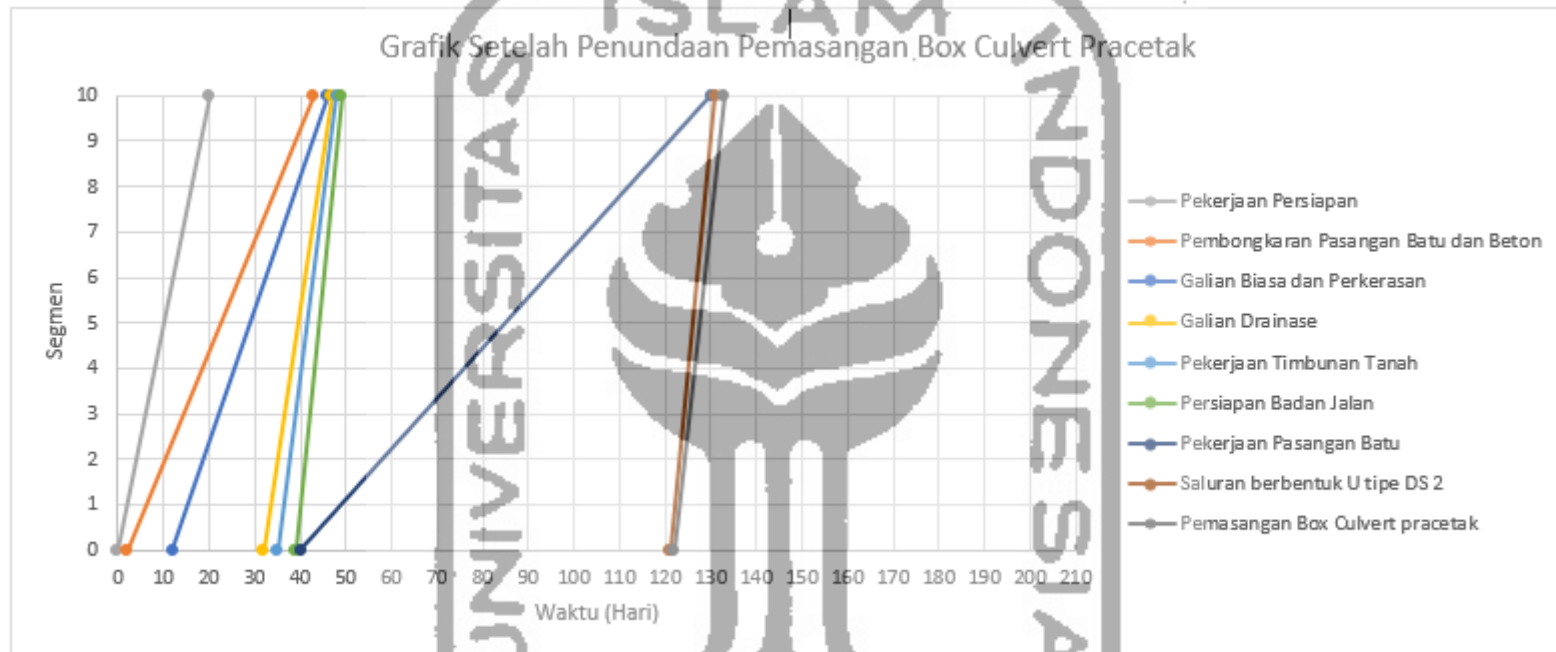 ISLAM
Grafik Setelah Penundaan Pemasangan Box Culvert Pracetak
UNIVERSITAS
INDONESIA
Segmen
10
9
8
7
6
5
4
3
2
1
0
0 10 20 30 40 50 60 70 80 90 100 110 120 130 140 150 160 170 180 190 200 210
Waktu (Hari)
Pekerjaan Persiapan
Pembongkaran Pasangan Batu dan Beton
Galian Biasa dan Perkerasan
Galian Drainase
Pekerjaan Timbunan Tanah
Persiapan Badan Jalan
Pekerjaan Pasangan Batu
Saluran berbentuk U tipe DS 2
Pemasangan Box Culvert pracetak